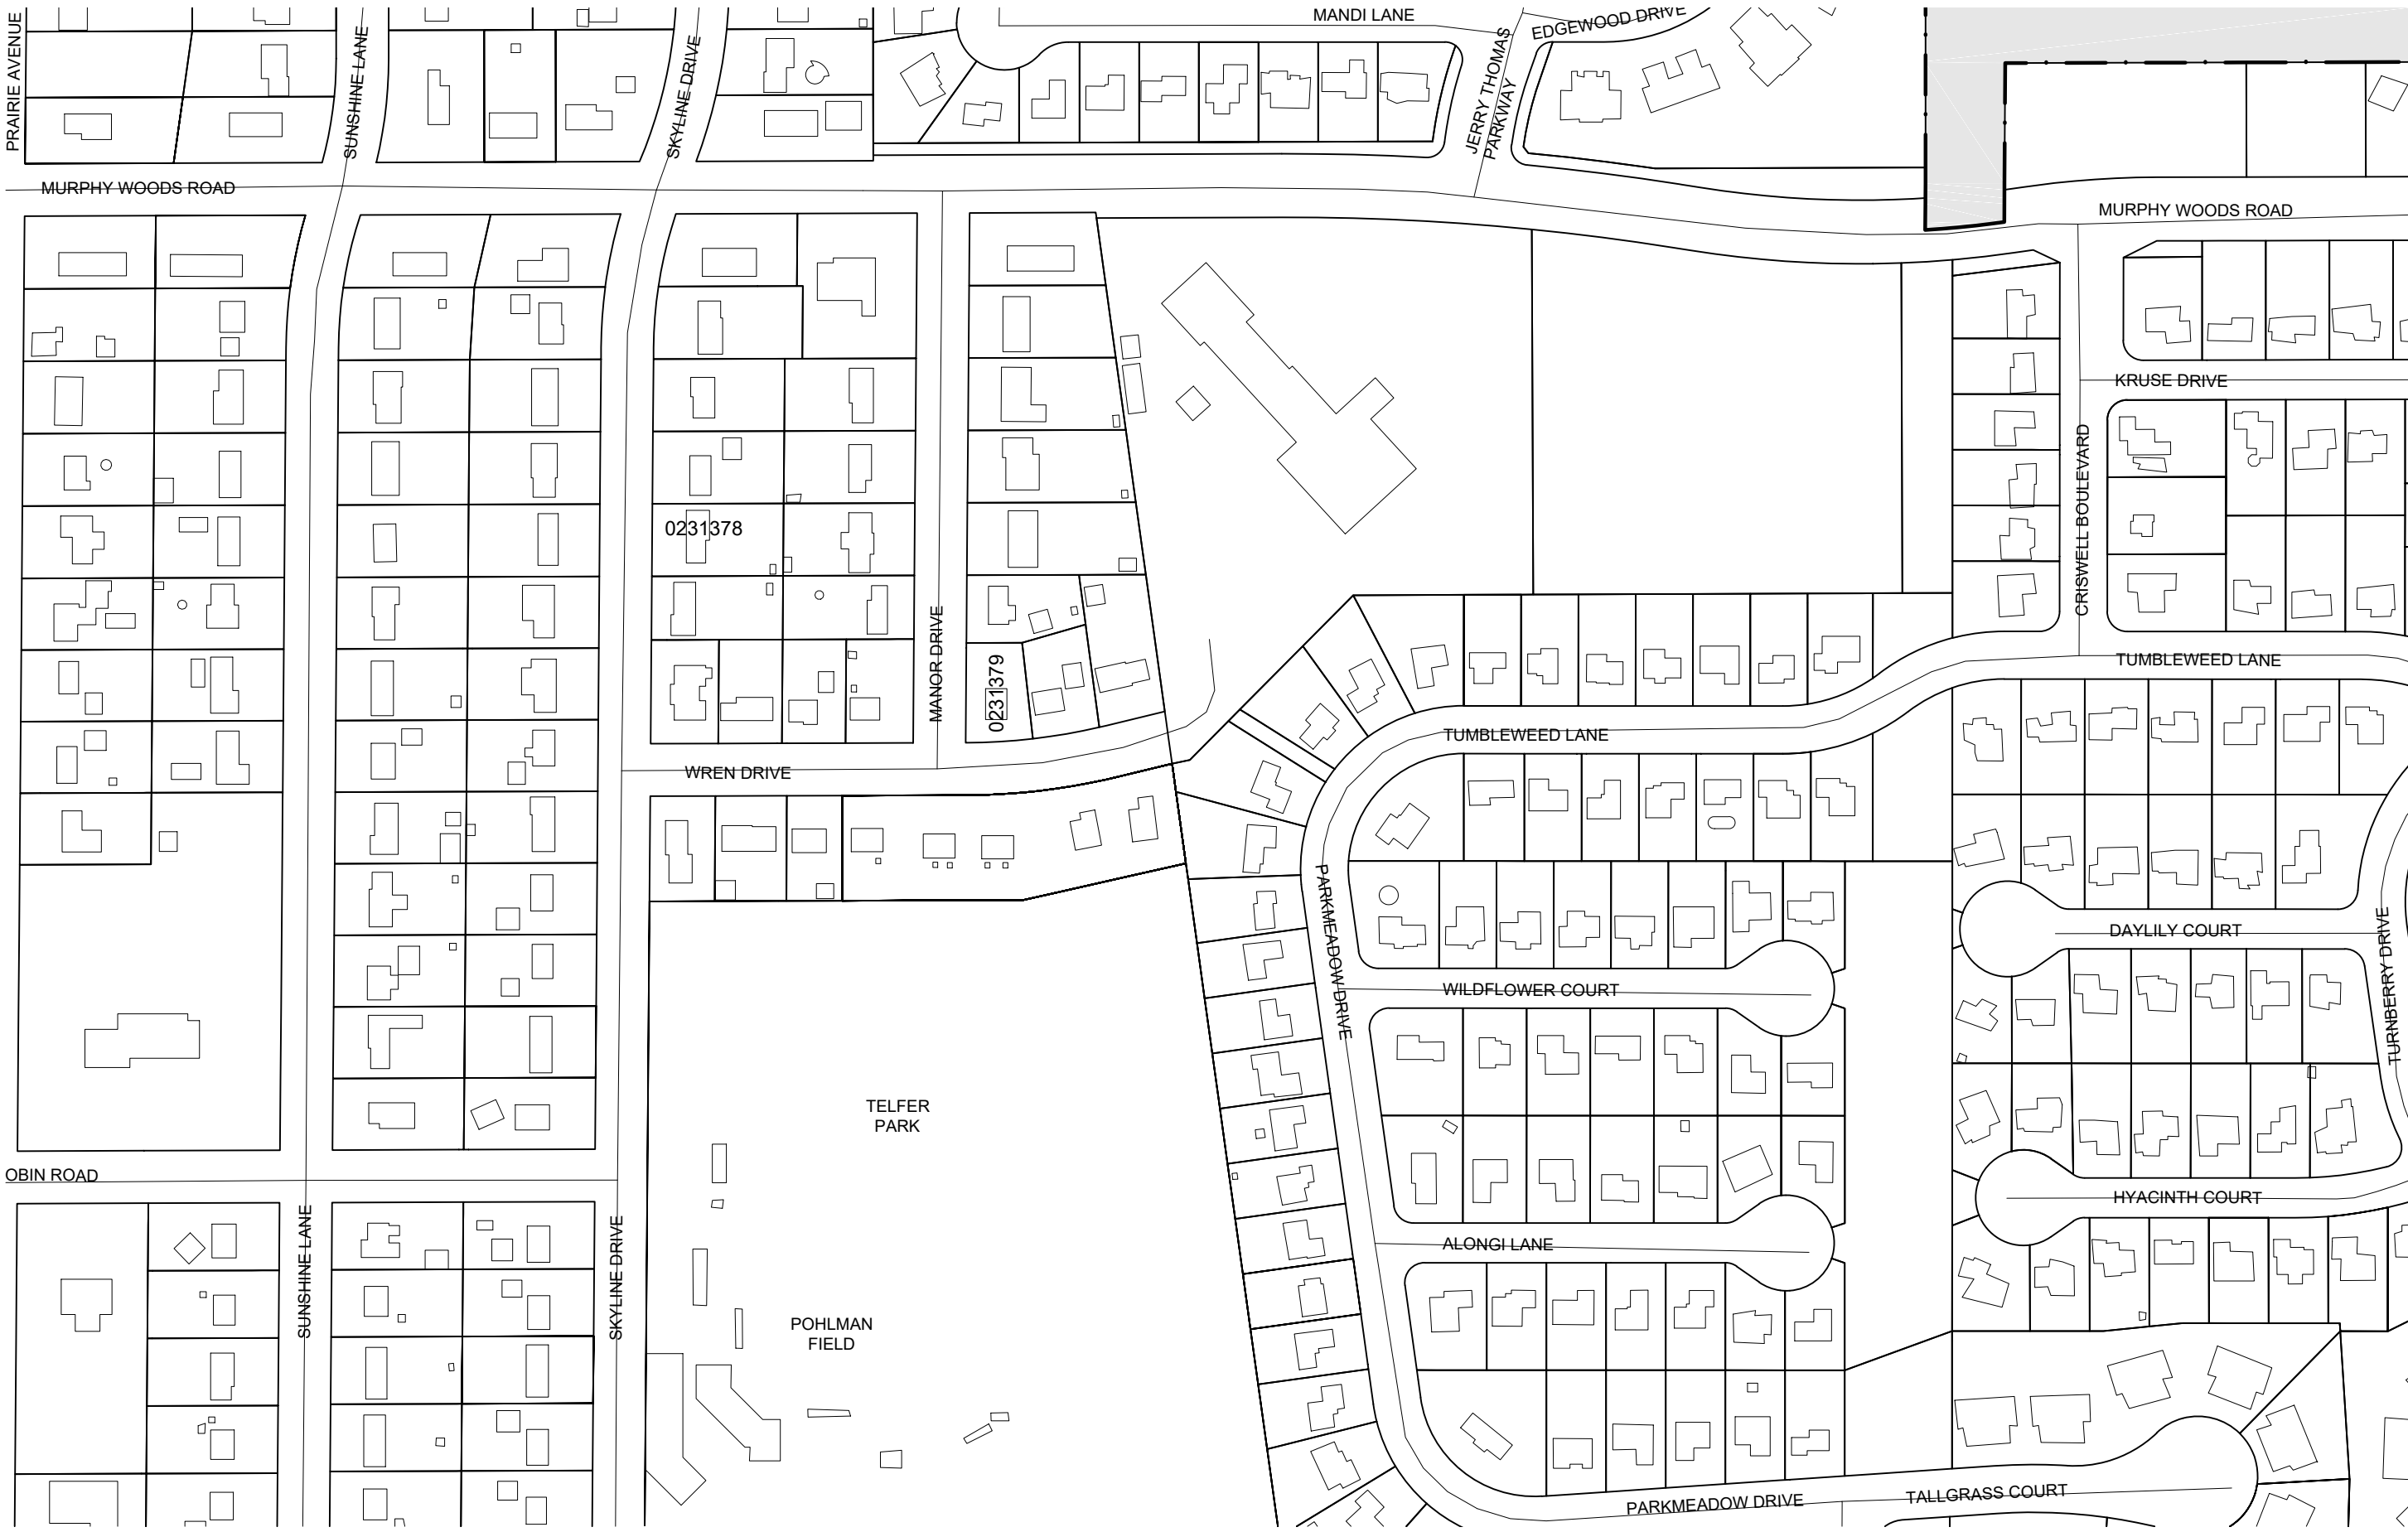 MANDI LANE
EDGEWOOD DRIVE
PRAIRIE AVENUE
SUNSHINE LANE
SKYLINE DRIVE
JERRY THOMAS
PARKWAY
MURPHY WOODS ROAD
MURPHY WOODS ROAD
KRUSE DRIVE
CRISWELL BOULEVARD
0231378
MANOR DRIVE
0231379
TUMBLEWEED LANE
TUMBLEWEED LANE
WREN DRIVE
PARKMEADOW DRIVE
DAYLILY COURT
TURNBERRY DRIVE
WILDFLOWER COURT
TELFER
PARK
OBIN ROAD
HYACINTH COURT
ALONGI LANE
SUNSHINE LANE
SKYLINE DRIVE
POHLMAN
FIELD
PARKMEADOW DRIVE
TALLGRASS COURT